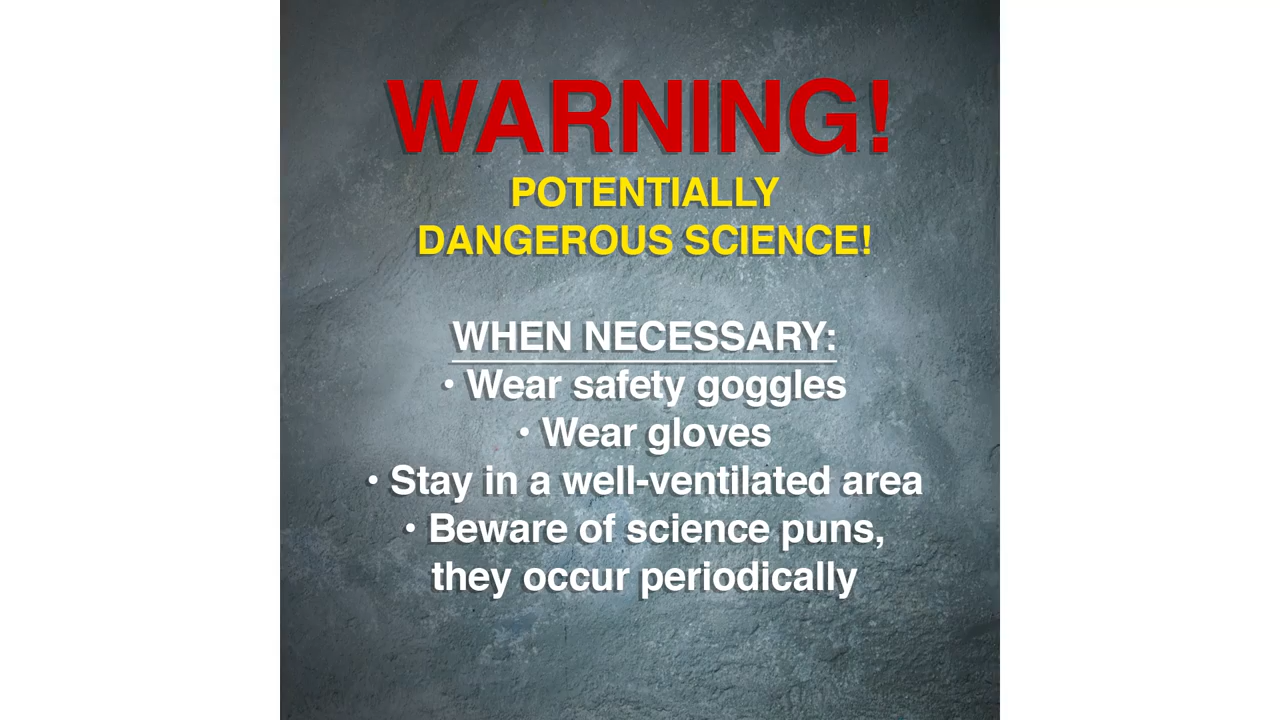 WARNING!
POTENTIALLY
DANGEROUS SCIENCE!
WHEN NECESSARY:
• Wear safety goggles
• Wear gloves
• Stay in a well-ventilated area
• Beware of science puns,
they occur periodically